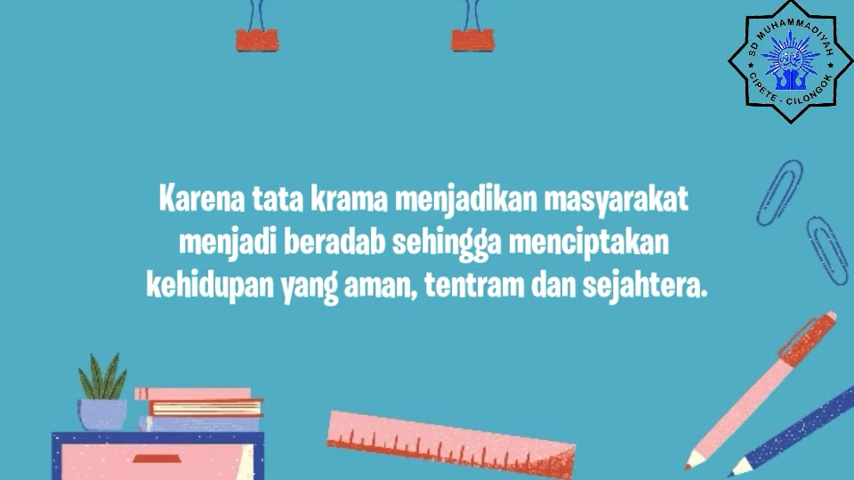 SD MUHAMMADIYAH
CIPETE - CILONGOK
Karena tata krama menjadikan masyarakat
menjadi beradab sehingga menciptakan
kehidupan yang aman, tentram dan sejahtera.